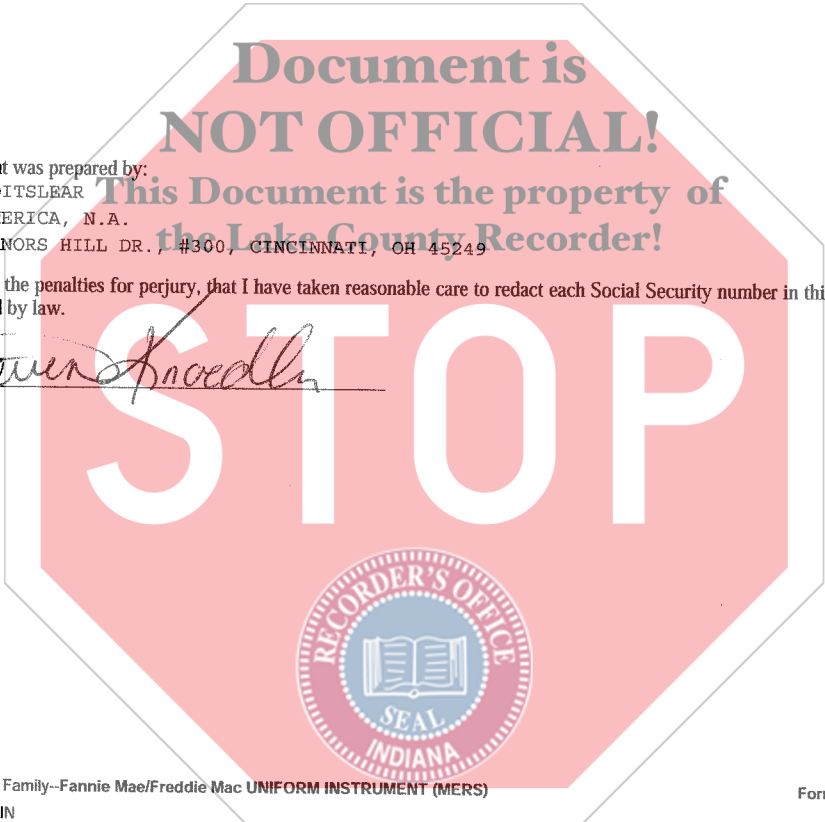 Document is
NOT OFFICIAL!
t was prepared by:
ITSLEAR
This Document is the property of
ERICA, N.A.
the Lake County Recorder!
NORS HILL DR., #300, CINCINNATI, OH 45249
the penalties for perjury, that I have taken reasonable care to redact each Social Security number in thi
by law.
Knoedler
STOP
RECORDER'S OFFICE
SEAL
INDIANA
Family--Fannie Mae/Freddie Mac UNIFORM INSTRUMENT (MERS)
For
IN